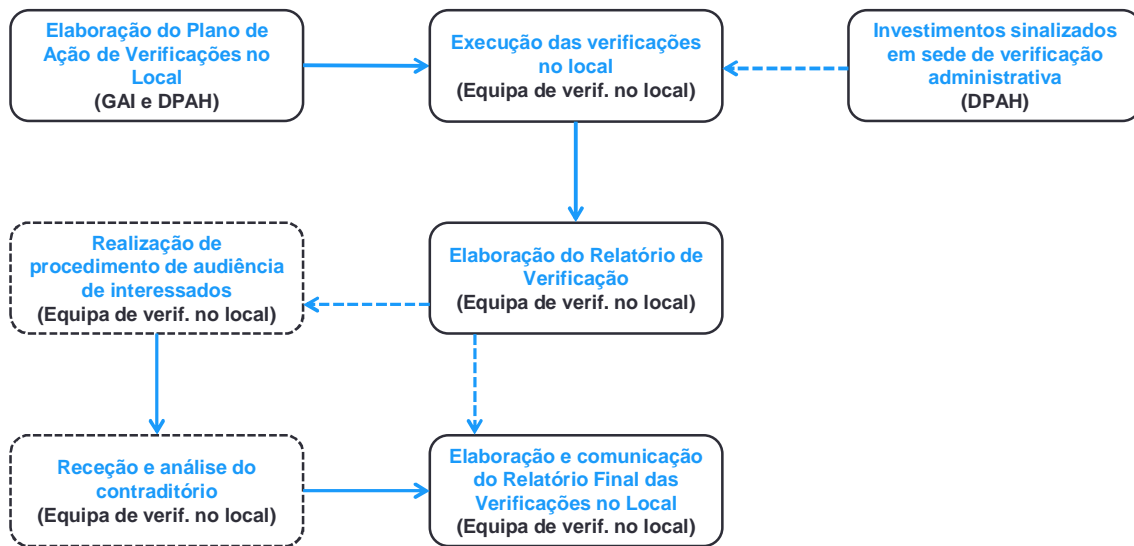 Elaboração do Plano de
Ação de Verificações no
Local
(GAI e DPAH)
Execução das verificações
no local
(Equipa de verif. no local)
Investimentos sinalizados
em sede de verificação
administrativa
(DPAH)
Realização de
procedimento de audiência
de interessados
(Equipa de verif. no local)
Elaboração do Relatório de
Verificação
(Equipa de verif. no local)
Receção e análise do
contraditório
(Equipa de verif. no local)
Elaboração e comunicação
do Relatório Final das
Verificações no Local
(Equipa de verif. no local)